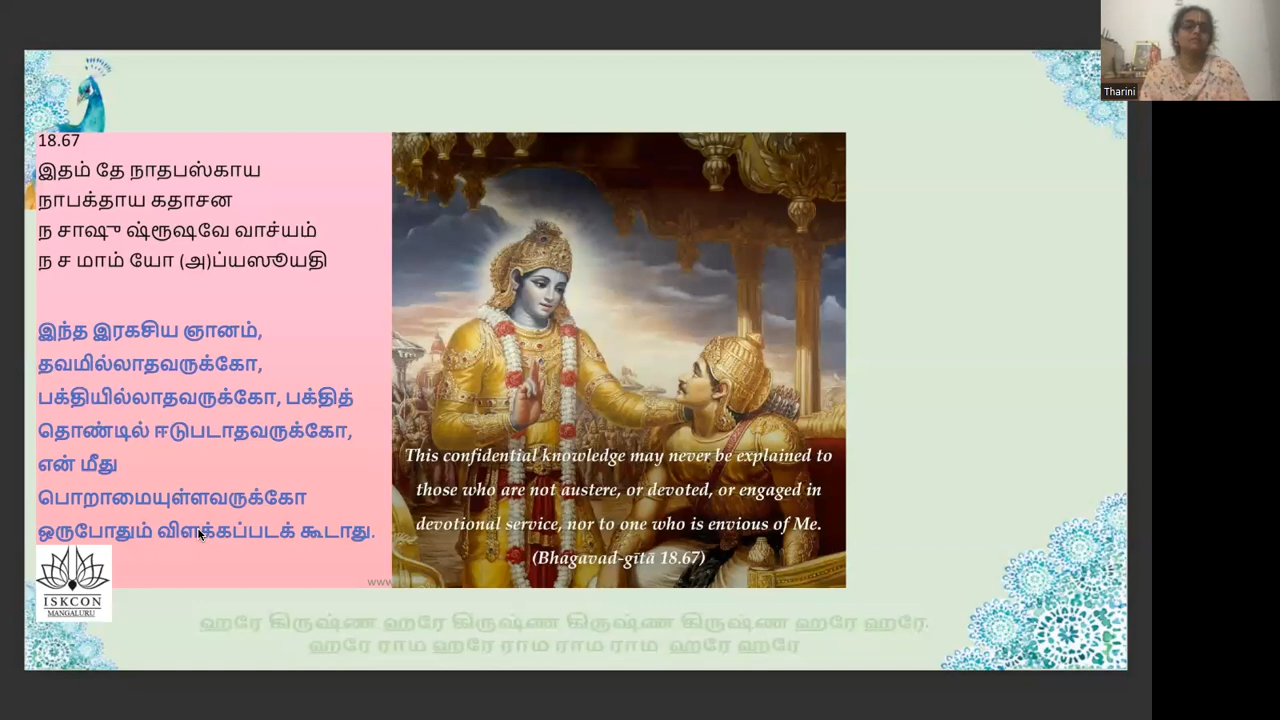 Tharini
18.67
இதம் தே நாதபஸ்காய
நாபக்தாய கதாசன
ந சாஷு ஷ்ரூஷவே வாச்யம்
ந ச மாம் யோ (அ)ப்யஸூயதி
இந்த இரகசிய ஞானம்,
தவமில்லாதவருக்கோ,
பக்தியில்லாதவருக்கோ, பக்தித்
தொண்டில் ஈடுபடாதவருக்கோ,
என் மீது
பொறாமையுள்ளவருக்கோ
ஒருபோதும் விளக்கப்படக் கூடாது.
This confidential knowledge may never be explained to
those who are not austere, or devoted, or engaged in
devotional service, nor to one who is envious of Me.
(Bhagavad-gītā 18.67)
www
ISKCON
MANGALURU
ஹரே கிருஷ்ண ஹரே கிருஷ்ண கிருஷ்ண கிருஷ்ண ஹரே ஹரே.
ஹரே ராம ஹரே ராம ராம ராம ஹரே ஹரே